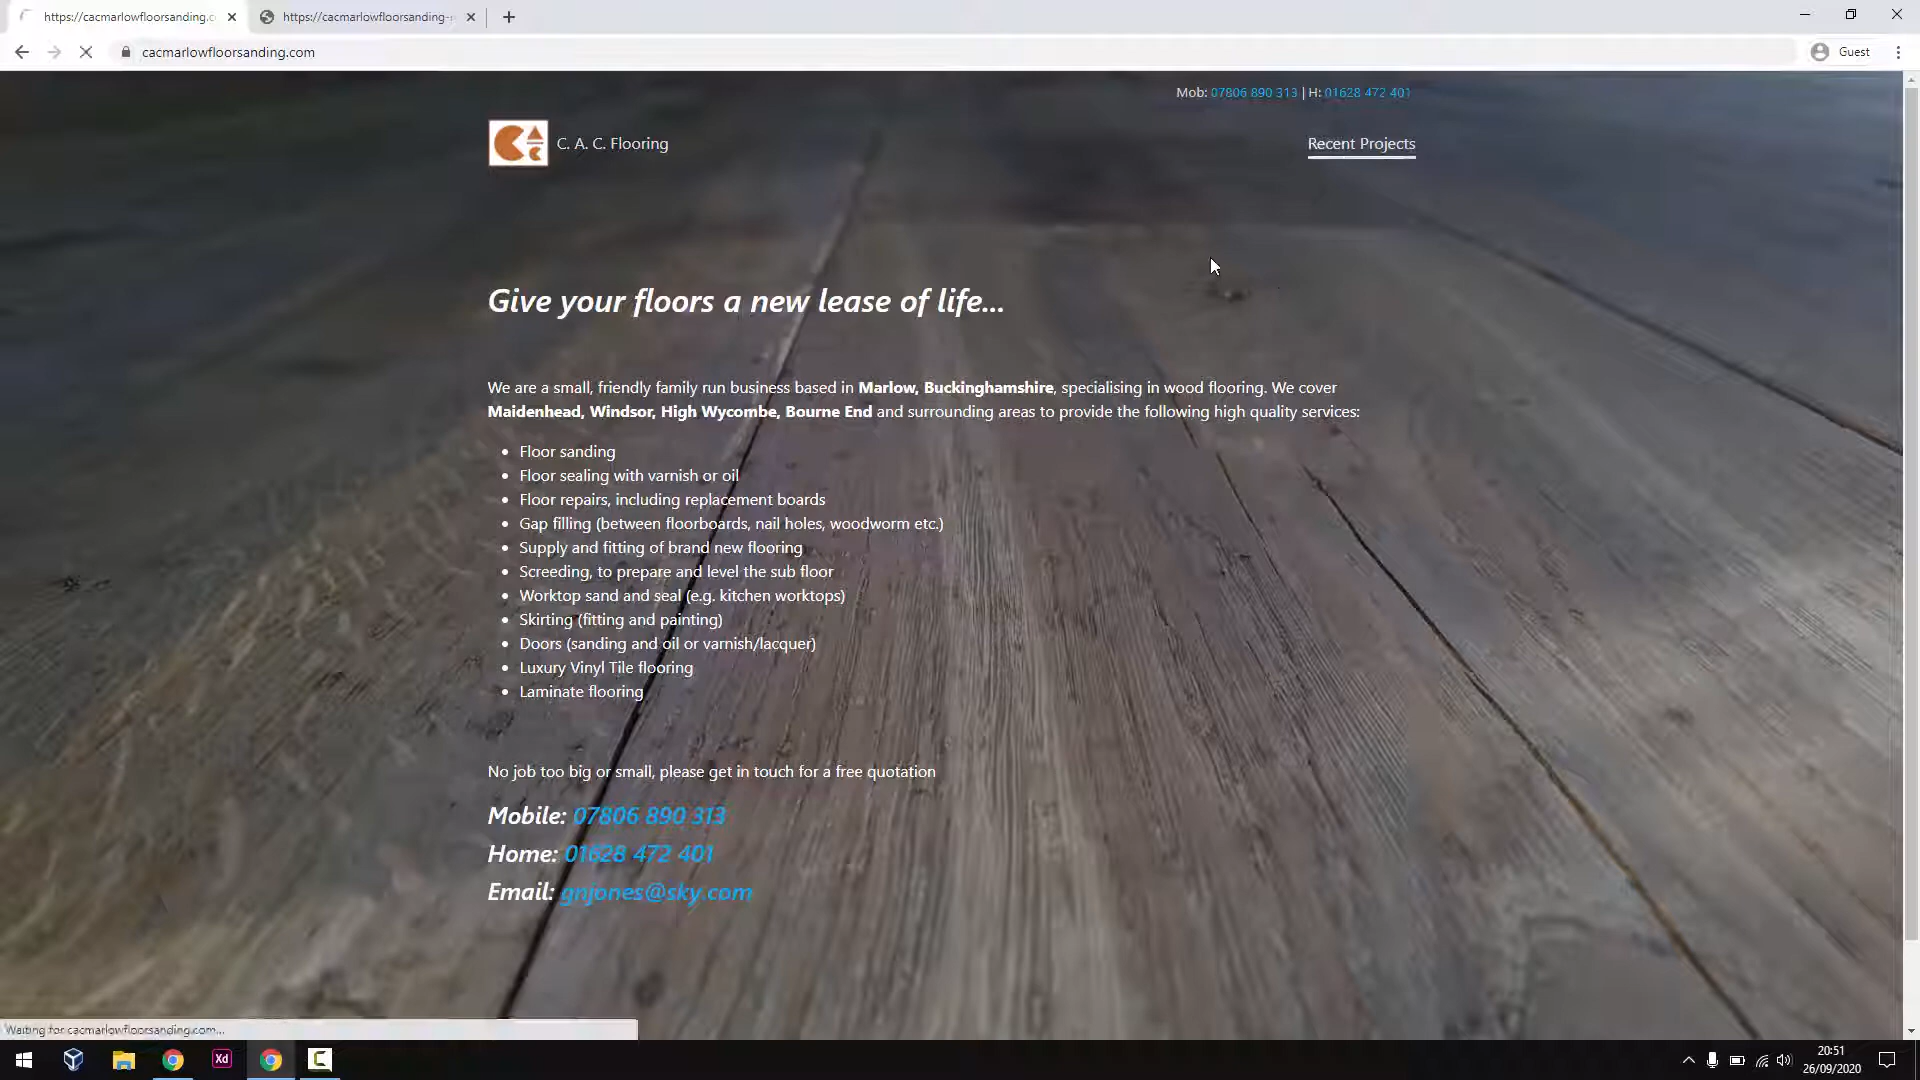 https://cacmarlowfloorsanding.c
https://cacmarlowfloorsanding-
cacmarlowfloorsanding.com
Guest
Mob: 07806 890 313 | H: 01628 472 401
C. A. C. Flooring
Recent Projects
Give your floors a new lease of life...
We are a small, friendly family run business based in Marlow, Buckinghamshire, specialising in wood flooring. We cover
Maidenhead, Windsor, High Wycombe, Bourne End and surrounding areas to provide the following high quality services:
• Floor sanding
• Floor sealing with varnish or oil
• Floor repairs, including replacement boards
• Gap filling (between floorboards, nail holes, woodworm etc.)
• Supply and fitting of brand new flooring
• Screeding, to prepare and level the sub floor
• Worktop sand and seal (e.g. kitchen worktops)
• Skirting (fitting and painting)
• Doors (sanding and oil or varnish/lacquer)
• Luxury Vinyl Tile flooring
• Laminate flooring
No job too big or small, please get in touch for a free quotation
Mobile: 07806 890 313
Home: 01628 472 401
Email: gnjones@sky.com
Waiting for cacmarlowfloorsanding.com...
Xd
20:51
26/09/2020